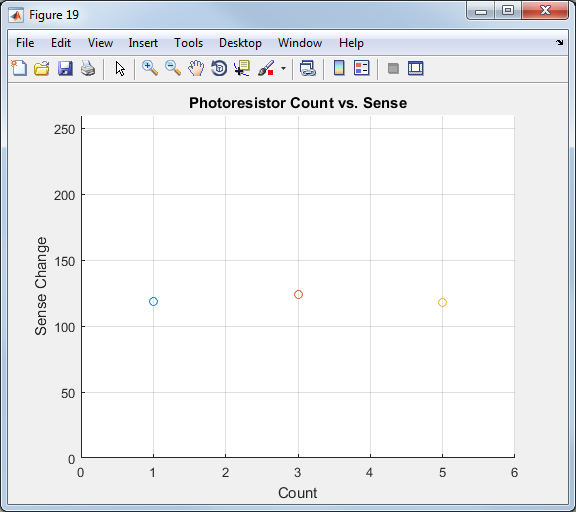 Figure 19
File Edit View Insert Tools Desktop Window Help
Photoresistor Count vs. Sense
250
200
150
100
50
0
Sense Change
0 1 2 3 4 5 6
Count